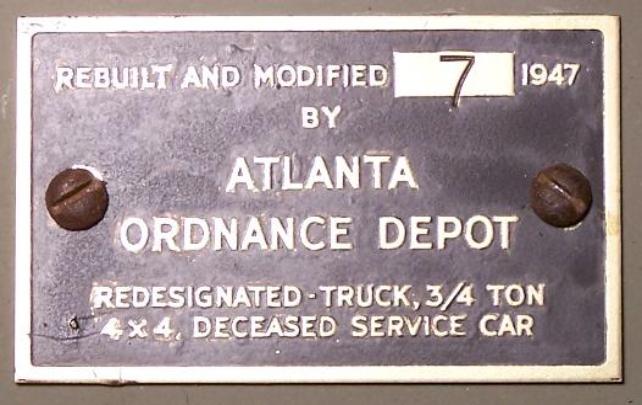 REBUILT AND MODIFIED 7 1947
BY
ATLANTA
ORDNANCE DEPOT
REDESIGNATED - TRUCK, 3/4 TON
4 x 4, DECEASED SERVICE CAR